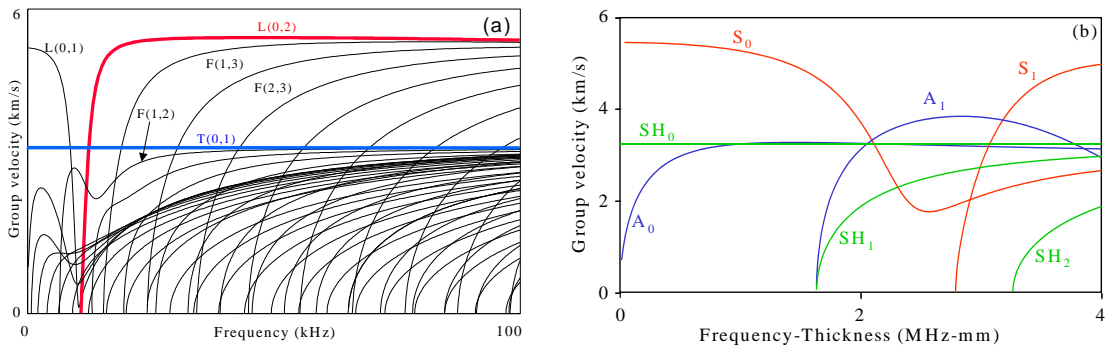 6
(a)
L(0,2)
L(0,1)
F(1,3)
F(2,3)
F(1,2)
T(0,1)
Group velocity (km/s)
0
0
Frequency (kHz)
100
6
(b)
S0
S1
A1
SH0
A0
SH1
SH2
Group velocity (km/s)
4
2
0
0
2
4
Frequency-Thickness (MHz-mm)